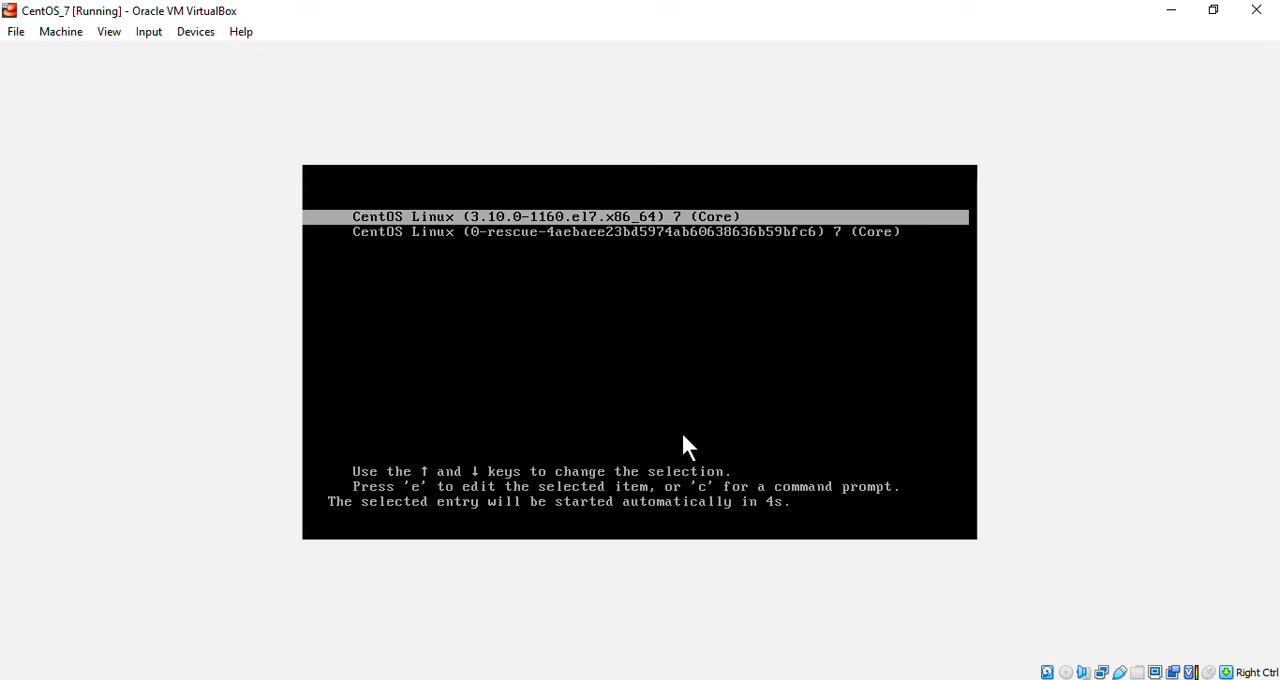 CentOS_7 [Running] - Oracle VM VirtualBox
File Machine View Input Devices Help
CentOS Linux (3.10.0-1160.el7.x86_64) 7 (Core)
CentOS Linux (0-rescue-4aebaee23bd5974ab60638636b59bfc6) 7 (Core)
Use the ↑ and ↓ keys to change the selection.
Press 'e' to edit the selected item, or 'c' for a command prompt.
The selected entry will be started automatically in 4s.
Right Ctrl